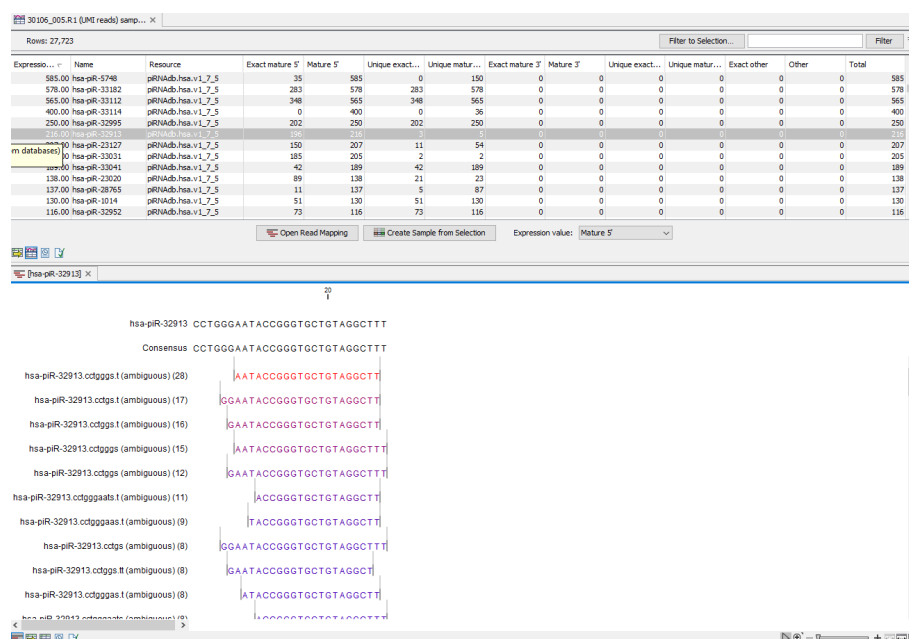 30106_005.R1 (UMI reads) samp... ×
Rows: 27,723 Filter to Selection... Filter
Expressio... Name Resource Exact mature 5' Mature 5' Unique exact... Unique matur... Exact mature 3' Mature 3' Unique exact... Unique matur... Exact other Other Total
585.00 hsa-piR-5748 piRNAdb.hsa.v1_7_5 35 585 0 150 0 0 0 0 0 0 585
578.00 hsa-piR-33182 piRNAdb.hsa.v1_7_5 283 578 283 578 0 0 0 0 0 0 578
565.00 hsa-piR-33112 piRNAdb.hsa.v1_7_5 348 565 348 565 0 0 0 0 0 0 565
400.00 hsa-piR-33114 piRNAdb.hsa.v1_7_5 0 400 0 36 0 0 0 0 0 0 400
250.00 hsa-piR-32995 piRNAdb.hsa.v1_7_5 202 250 202 250 0 0 0 0 0 0 250
216.00 hsa-piR-32913 piRNAdb.hsa.v1_7_5 196 216 3 5 0 0 0 0 0 0 216
hsa-piR-23127 piRNAdb.hsa.v1_7_5 150 207 11 54 0 0 0 0 0 0 207
om databases)
hsa-piR-33031 piRNAdb.hsa.v1_7_5 185 205 2 2 0 0 0 0 0 0 205
hsa-piR-33041 piRNAdb.hsa.v1_7_5 42 189 42 189 0 0 0 0 0 0 189
138.00 hsa-piR-23020 piRNAdb.hsa.v1_7_5 89 138 21 23 0 0 0 0 0 0 138
137.00 hsa-piR-28765 piRNAdb.hsa.v1_7_5 11 137 5 87 0 0 0 0 0 0 137
130.00 hsa-piR-1014 piRNAdb.hsa.v1_7_5 51 130 51 130 0 0 0 0 0 0 130
116.00 hsa-piR-32952 piRNAdb.hsa.v1_7_5 73 116 73 116 0 0 0 0 0 0 116
Open Read Mapping Create Sample from Selection Expression value: Mature 5'
[hsa-piR-32913] ×
20
hsa-piR-32913 CCTGGGAATACCGGGTGCTGTAGGCTTT
Consensus CCTGGGAATACCGGGTGCTGTAGGCTTT
hsa-piR-32913.cctgggs.t (ambiguous) (28) AATACCGGGTGCTGTAGGCTT
hsa-piR-32913.cctgs.t (ambiguous) (17) GGAATACCGGGTGCTGTAGGCTT
hsa-piR-32913.cctggs.t (ambiguous) (16) GAATACCGGGTGCTGTAGGCTT
hsa-piR-32913.cctgggs (ambiguous) (15) AATACCGGGTGCTGTAGGCTTT
hsa-piR-32913.cctggs (ambiguous) (12) GAATACCGGGTGCTGTAGGCTTT
hsa-piR-32913.cctgggaats.t (ambiguous) (11) ACCGGGTGCTGTAGGCTT
hsa-piR-32913.cctgggaas.t (ambiguous) (9) TACCGGGTGCTGTAGGCTT
hsa-piR-32913.cctgs (ambiguous) (8) GGAATACCGGGTGCTGTAGGCTTT
hsa-piR-32913.cctggs.tt (ambiguous) (8) GAATACCGGGTGCTGTAGGCT
hsa-piR-32913.cctgggas.t (ambiguous) (8) ATACCGGGTGCTGTAGGCTT